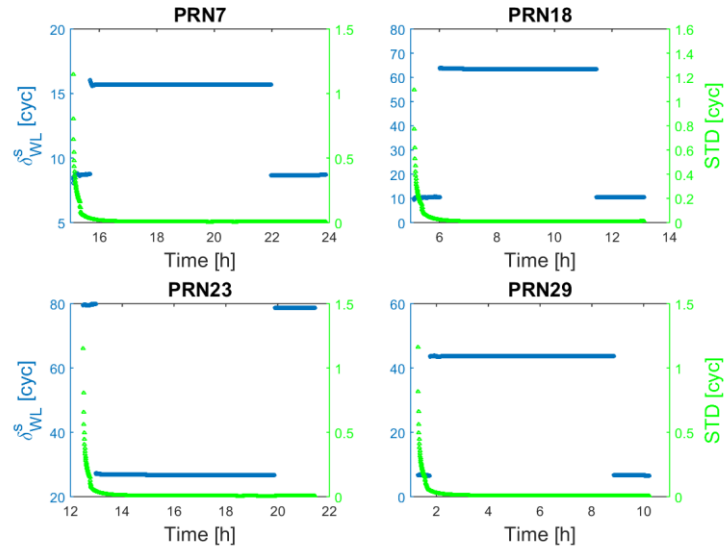 PRN7
δ^s_WL [cyc]
20
15
10
5
1.5
1
0.5
0
16 18 20 22 24
Time [h]
PRN18
80
70
60
50
40
30
20
10
0
1.6
1.4
1.2
1
0.8
0.6
0.4
0.2
0
STD [cyc]
6 8 10 12 14
Time [h]
PRN23
δ^s_WL [cyc]
80
60
40
20
1.5
1
0.5
0
12 14 16 18 20 22
Time [h]
PRN29
60
40
20
0
1.5
1
0.5
0
STD [cyc]
2 4 6 8 10
Time [h]